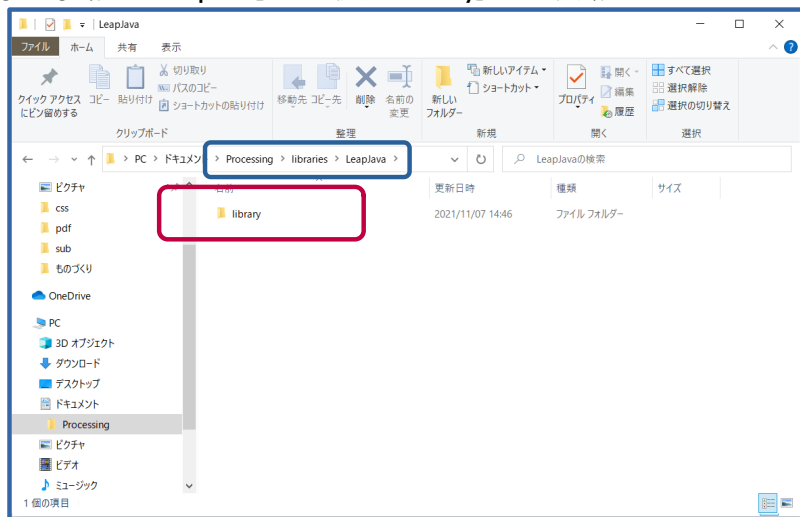 LeapJava
ファイル ホーム 共有 表示
クイック アクセス
にピン留めする
コピー 貼り付け
切り取り
パスのコピー
ショートカットの貼り付け
クリップボード
移動先 コピー先 削除 名前の
変更
整理
新しい
フォルダー
新しいアイテム
ショートカット
新規
プロパティ
開く
編集
履歴
開く
すべて選択
選択解除
選択の切り替え
選択
> PC > ドキュメン > Processing > libraries > LeapJava >
LeapJavaの検索
更新日時 種類 サイズ
library 2021/11/07 14:46 ファイル フォルダー
ピクチャ
css
pdf
sub
ものづくり
OneDrive
PC
3D オブジェクト
ダウンロード
デスクトップ
ドキュメント
Processing
ピクチャ
ビデオ
ミュージック
1 個の項目